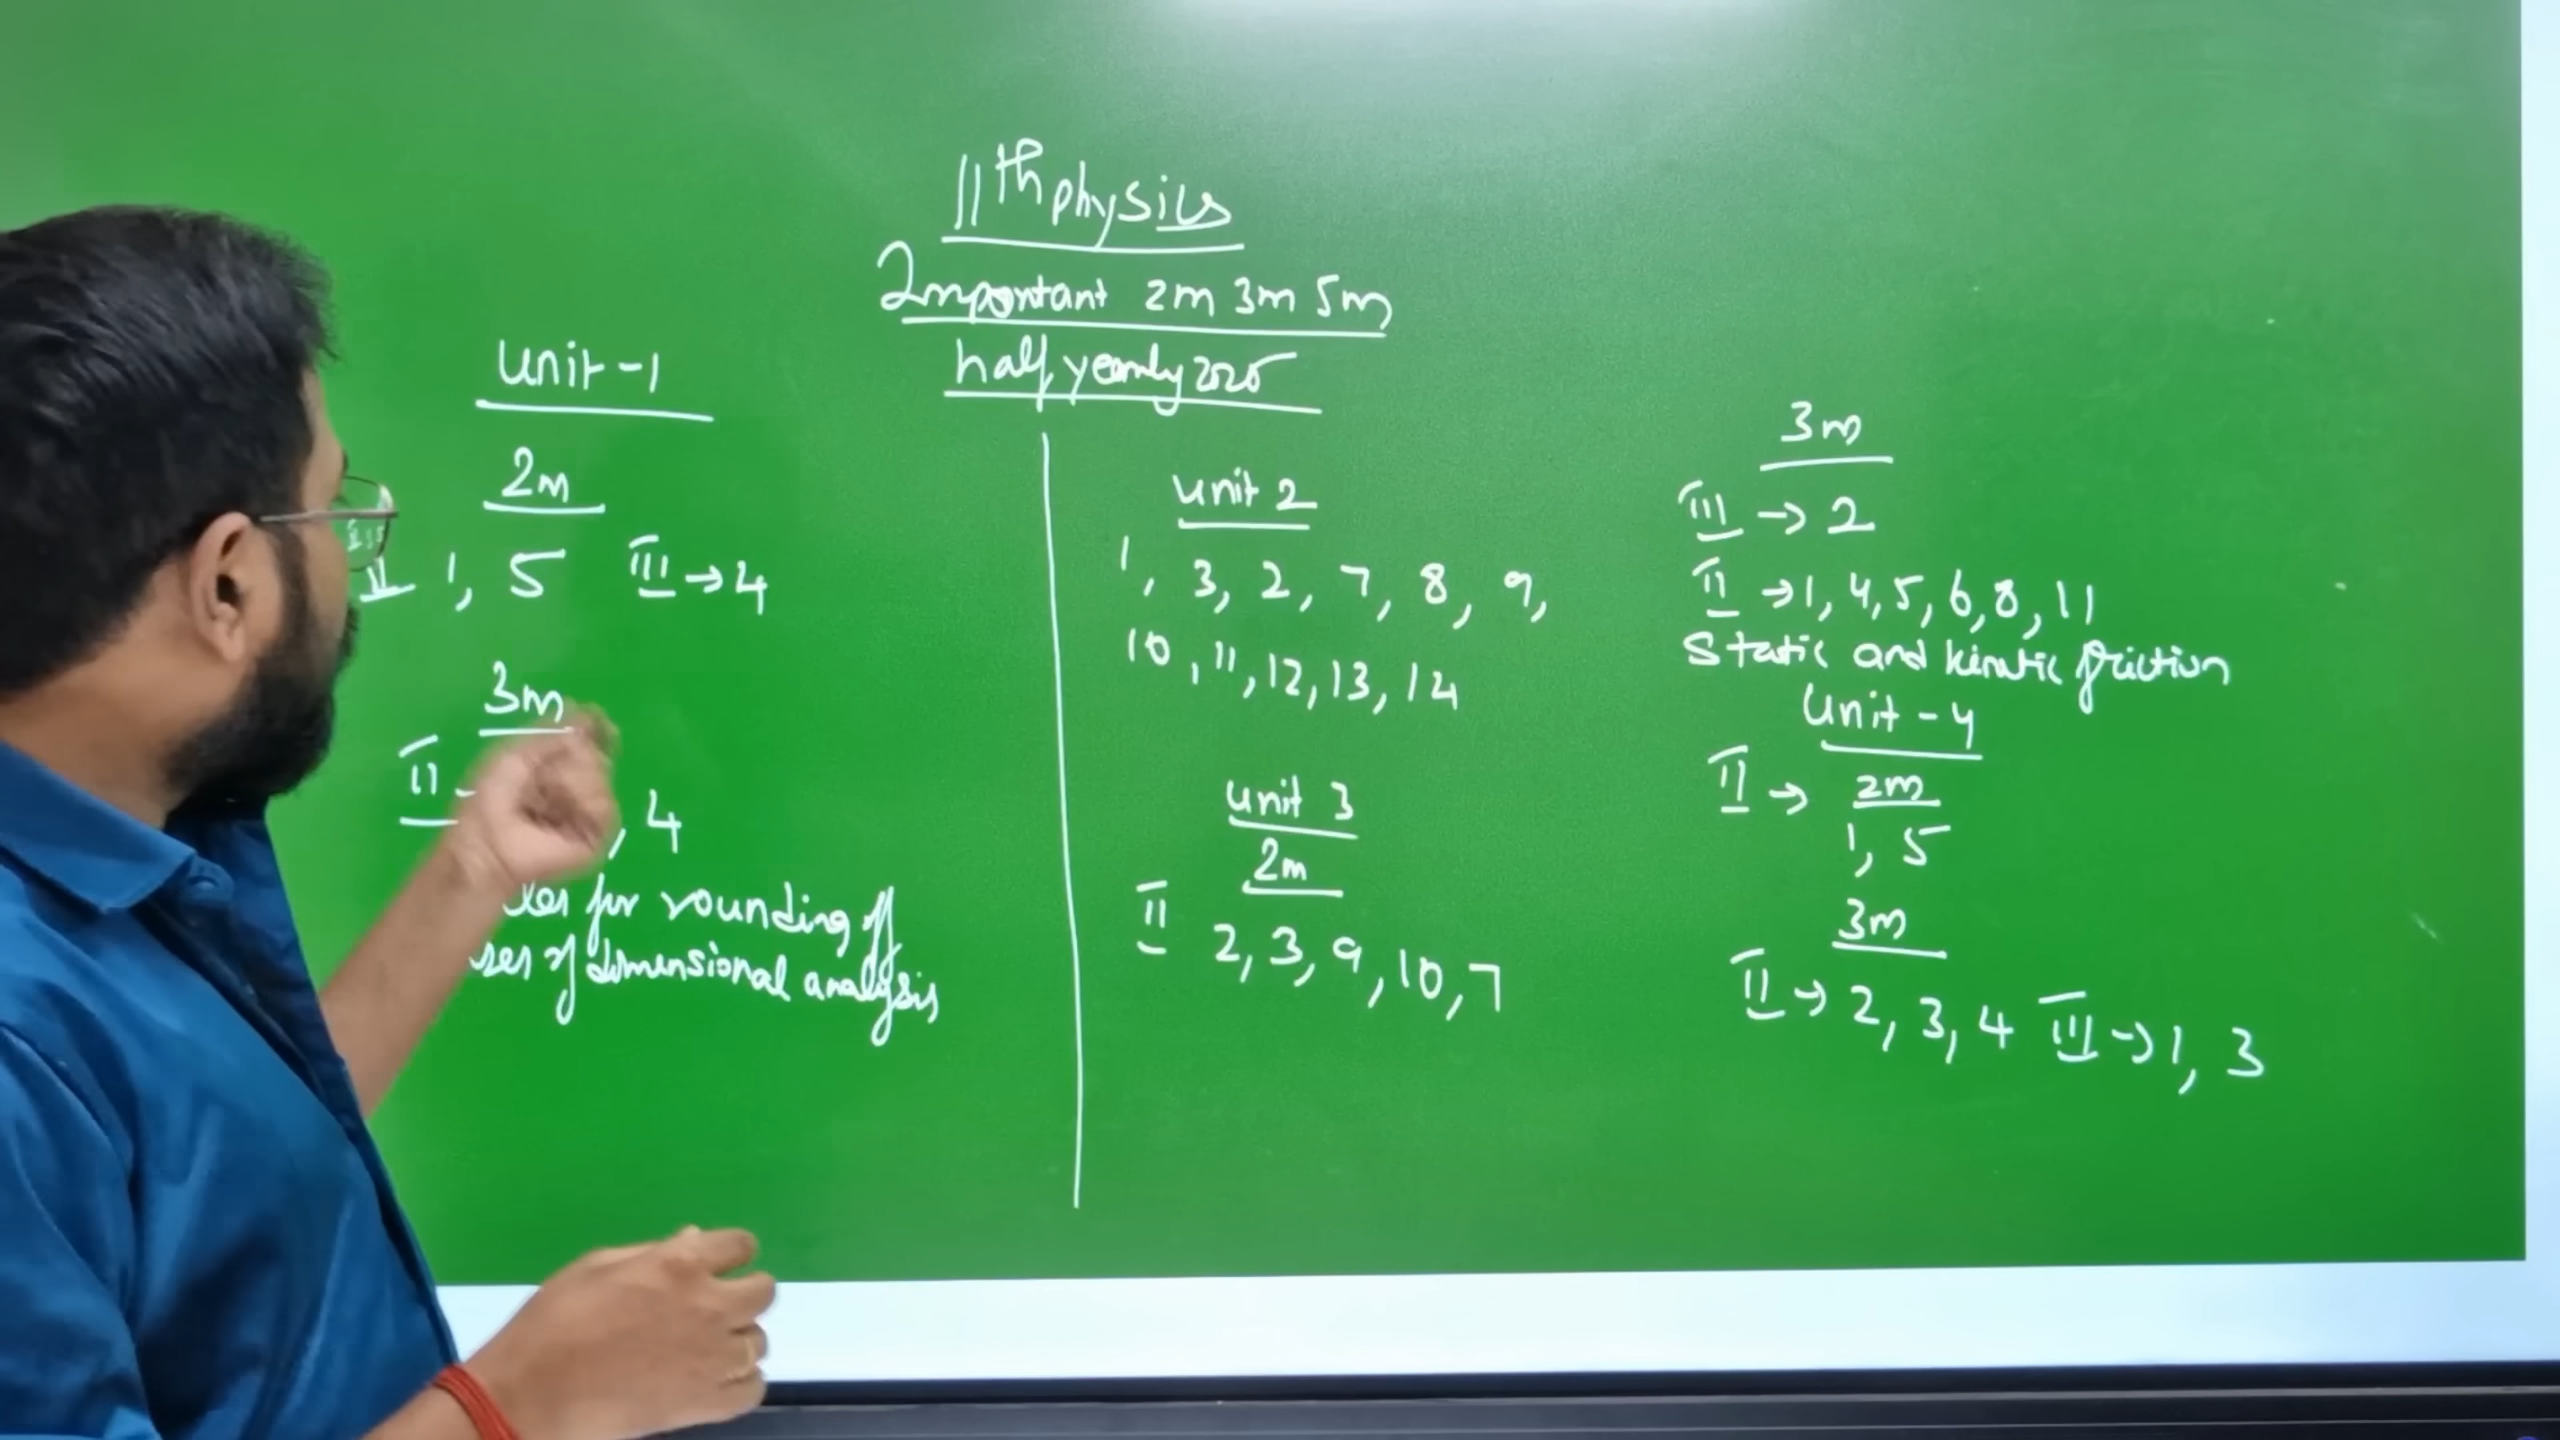 11th physics
Important 2m 3m 5m
half yearly 2025
Unit-1
2m
II 1, 5 III → 4
3m
II - , 4
for rounding off
of dimensional analysis
Unit 2
1, 3, 2, 7, 8, 9,
10, 11, 12, 13, 14
Unit 3
2m
II 2, 3, 9, 10, 7
3m
III → 2
II → 1, 4, 5, 6, 8, 11
Static and kinetic friction
Unit-4
II → 2m
1, 5
3m
II → 2, 3, 4 III → 1, 3